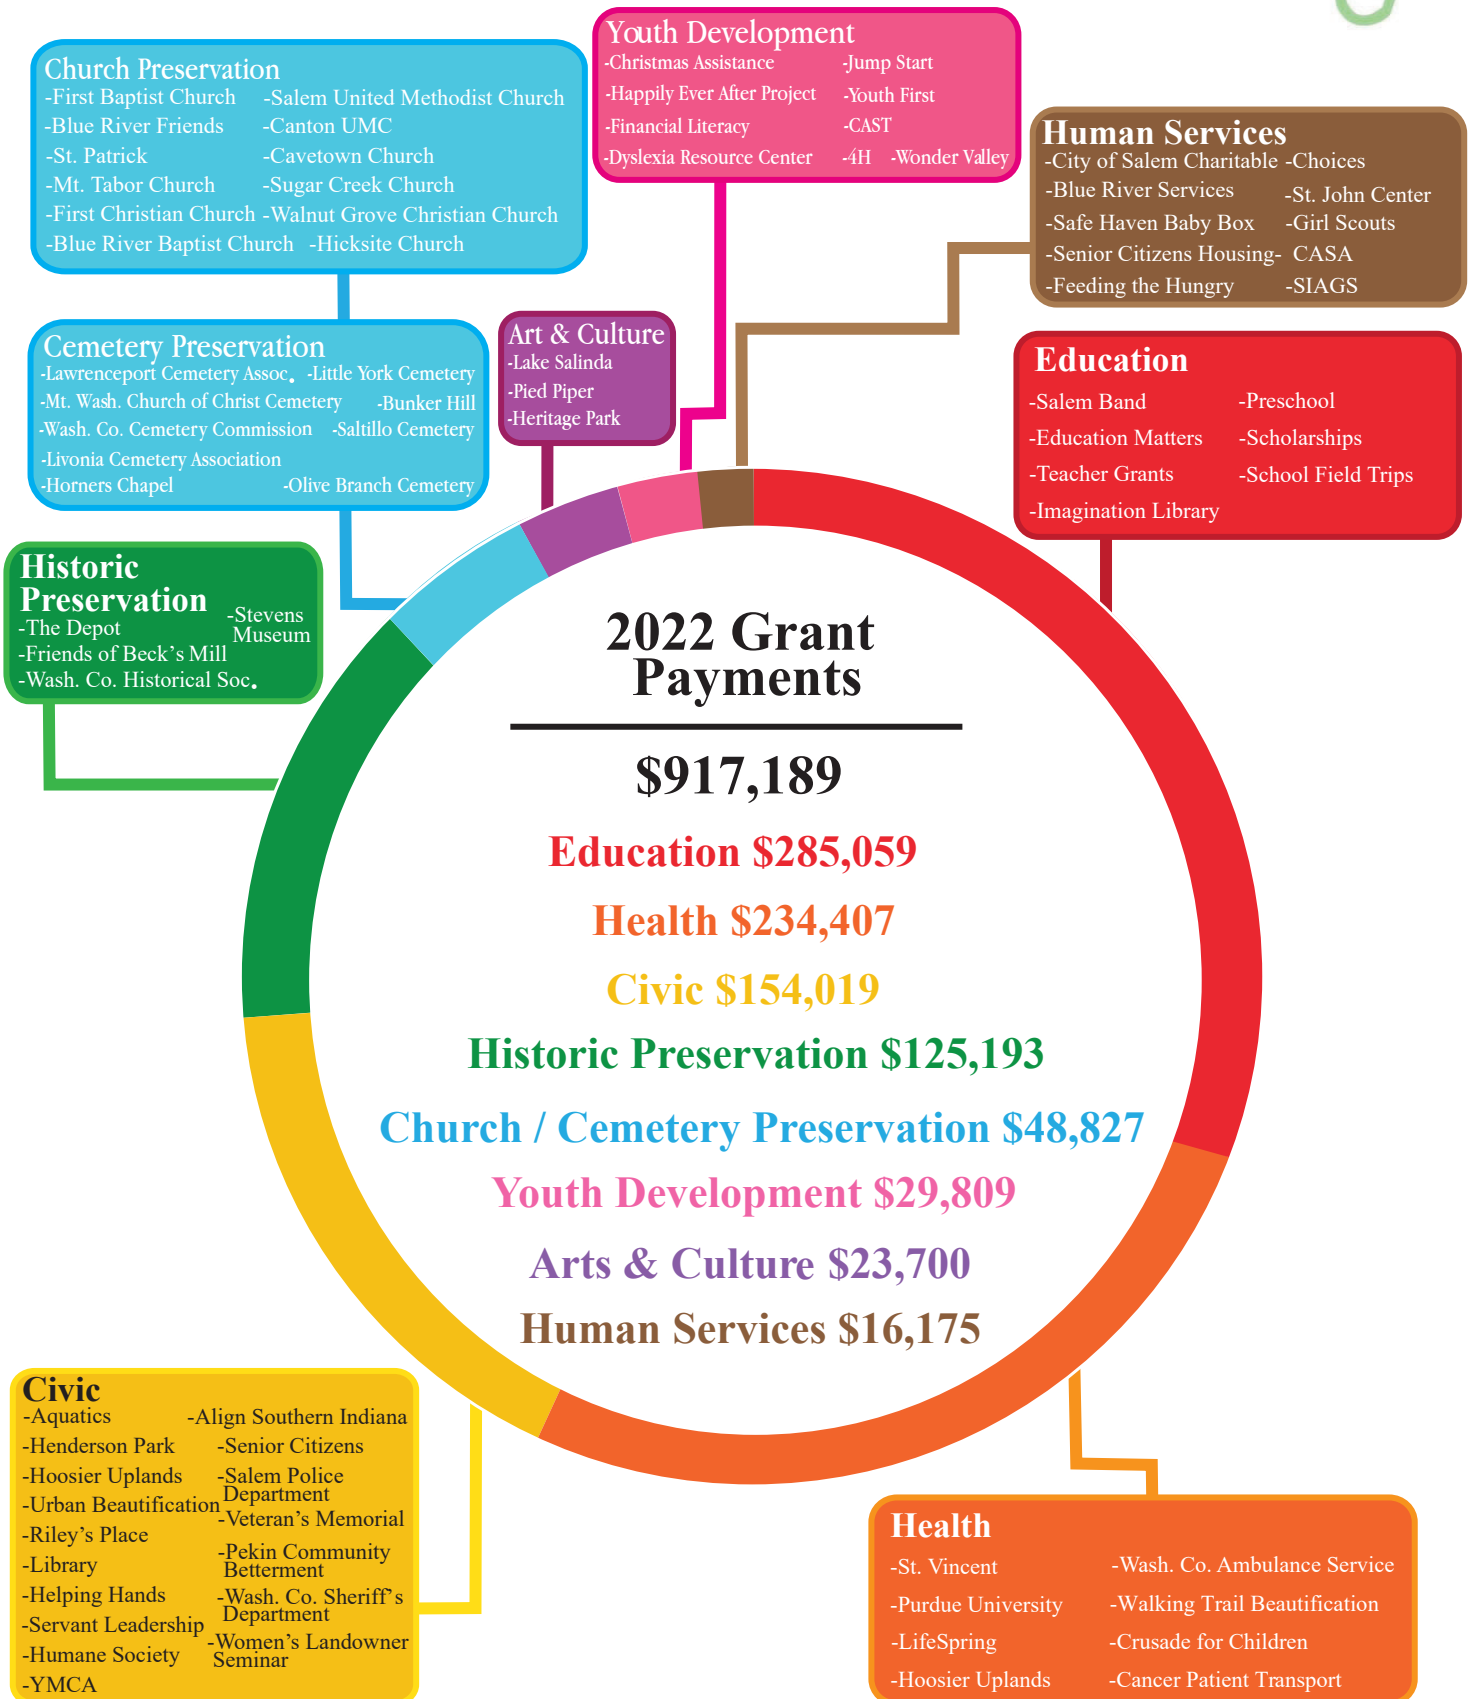 Youth Development
-Christmas Assistance -Jump Start
-Happily Ever After Project -Youth First
-Financial Literacy -CAST
-Dyslexia Resource Center -4H -Wonder Valley
Church Preservation
-First Baptist Church -Salem United Methodist Church
-Blue River Friends -Canton UMC
-St. Patrick -Cavetown Church
-Mt. Tabor Church -Sugar Creek Church
-First Christian Church -Walnut Grove Christian Church
-Blue River Baptist Church -Hicksite Church
Human Services
-City of Salem Charitable -Choices
-Blue River Services -St. John Center
-Safe Haven Baby Box -Girl Scouts
-Senior Citizens Housing- CASA
-Feeding the Hungry -SIAGS
Cemetery Preservation
-Lawrenceport Cemetery Assoc. -Little York Cemetery
-Mt. Wash. Church of Christ Cemetery -Bunker Hill
-Wash. Co. Cemetery Commission -Saltillo Cemetery
-Livonia Cemetery Association
-Horners Chapel -Olive Branch Cemetery
Art & Culture
-Lake Salinda
-Pied Piper
-Heritage Park
Education
-Salem Band -Preschool
-Education Matters -Scholarships
-Teacher Grants -School Field Trips
-Imagination Library
Historic
Preservation
-The Depot
-Friends of Beck's Mill
-Wash. Co. Historical Soc.
-Stevens
Museum
2022 Grant
Payments
$917,189
Education $285,059
Health $234,407
Civic $154,019
Historic Preservation $125,193
Church / Cemetery Preservation $48,827
Youth Development $29,809
Arts & Culture $23,700
Human Services $16,175
Civic
-Aquatics
-Henderson Park
-Hoosier Uplands
-Urban Beautification
-Riley's Place
-Library
-Helping Hands
-Servant Leadership
-Humane Society
-YMCA
-Align Southern Indiana
-Senior Citizens
-Salem Police
Department
-Veteran's Memorial
-Pekin Community
Betterment
-Wash. Co. Sheriff's
Department
-Women's Landowner
Seminar
Health
-St. Vincent -Wash. Co. Ambulance Service
-Purdue University -Walking Trail Beautification
-LifeSpring -Crusade for Children
-Hoosier Uplands -Cancer Patient Transport